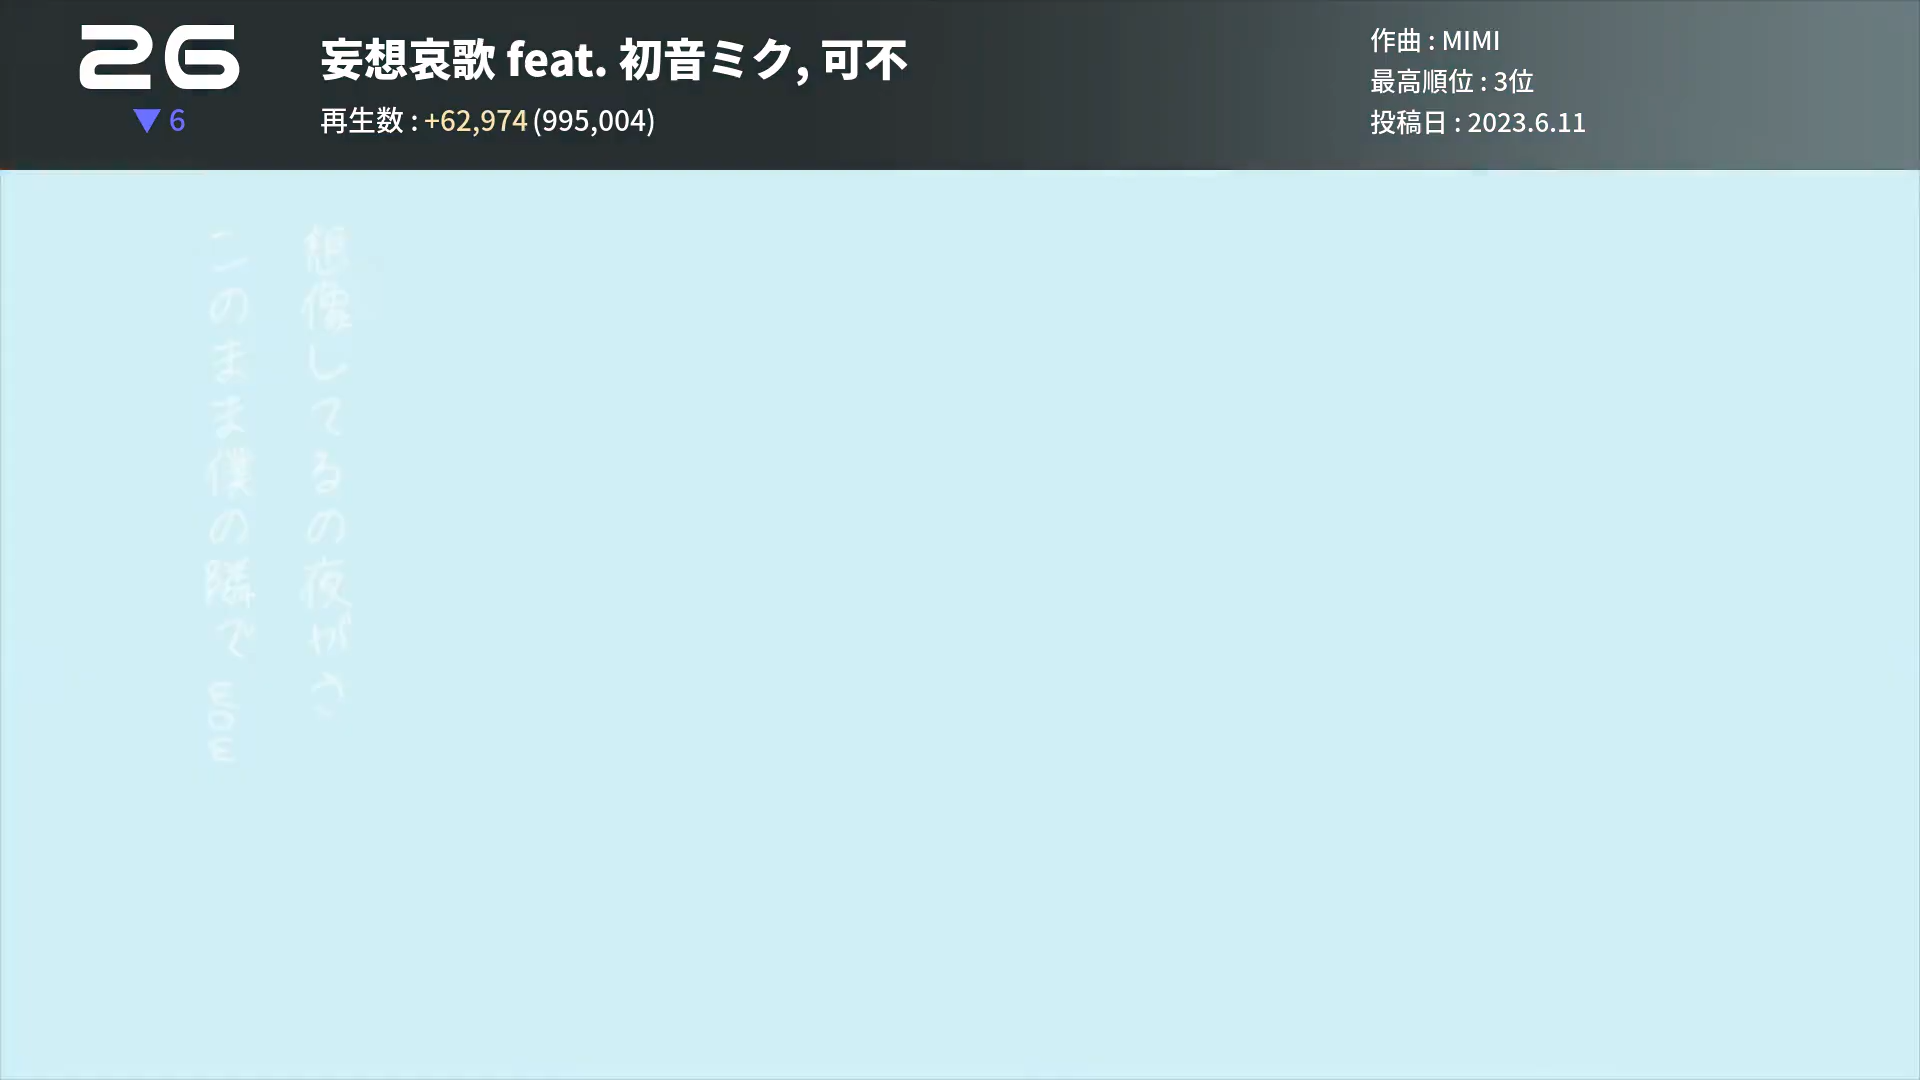 26
▼6
妄想哀歌 feat. 初音ミク, 可不
再生数 : +62,974 (995,004)
作曲 : MIMI
最高順位 : 3位
投稿日 : 2023.6.11
想像してるの夜がう
このまま僕の隣で